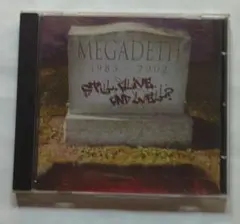 MEGADETH
1983 - 2002
STILL, ALIVE
AND WELL?